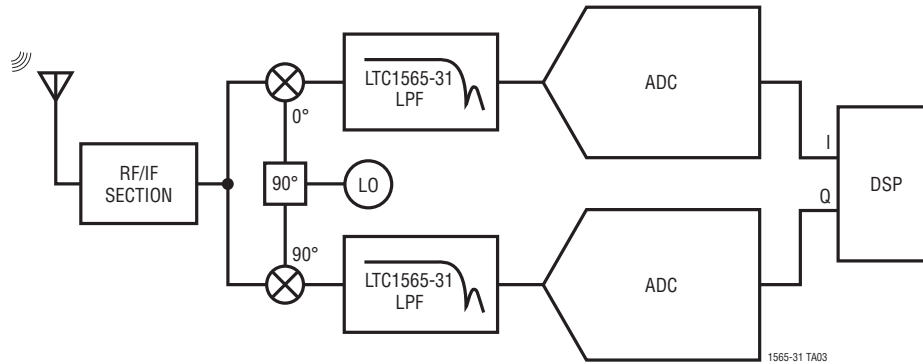 LTC1565-31
LPF
ADC
0°
RF/IF
SECTION
90°
LO
I
Q
DSP
90°
LTC1565-31
LPF
ADC
1565-31 TA03